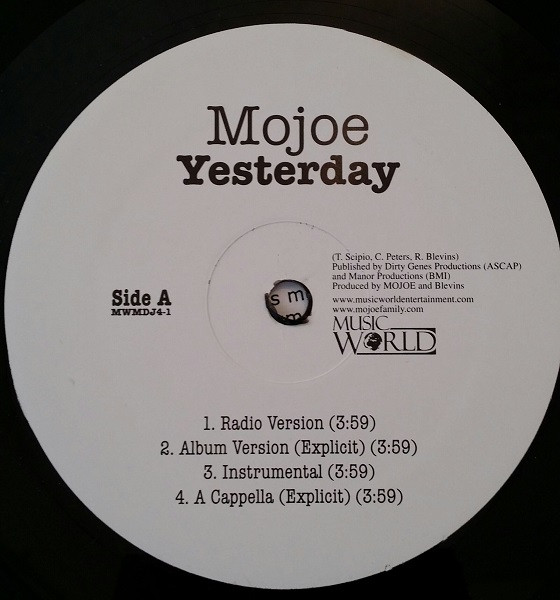 Mojoe
Yesterday
(T. Scipio, C. Peters, R. Blevins)
Published by Dirty Genes Productions (ASCAP)
and Manor Productions (BMI)
Produced by MOJOE and Blevins
Side A
MWMDJ4-1
www.musicworldentertainment.com
www.mojoefamily.com
MUSIC
WORLD
s m
m
1. Radio Version (3:59)
2. Album Version (Explicit) (3:59)
3. Instrumental (3:59)
4. A Cappella (Explicit) (3:59)